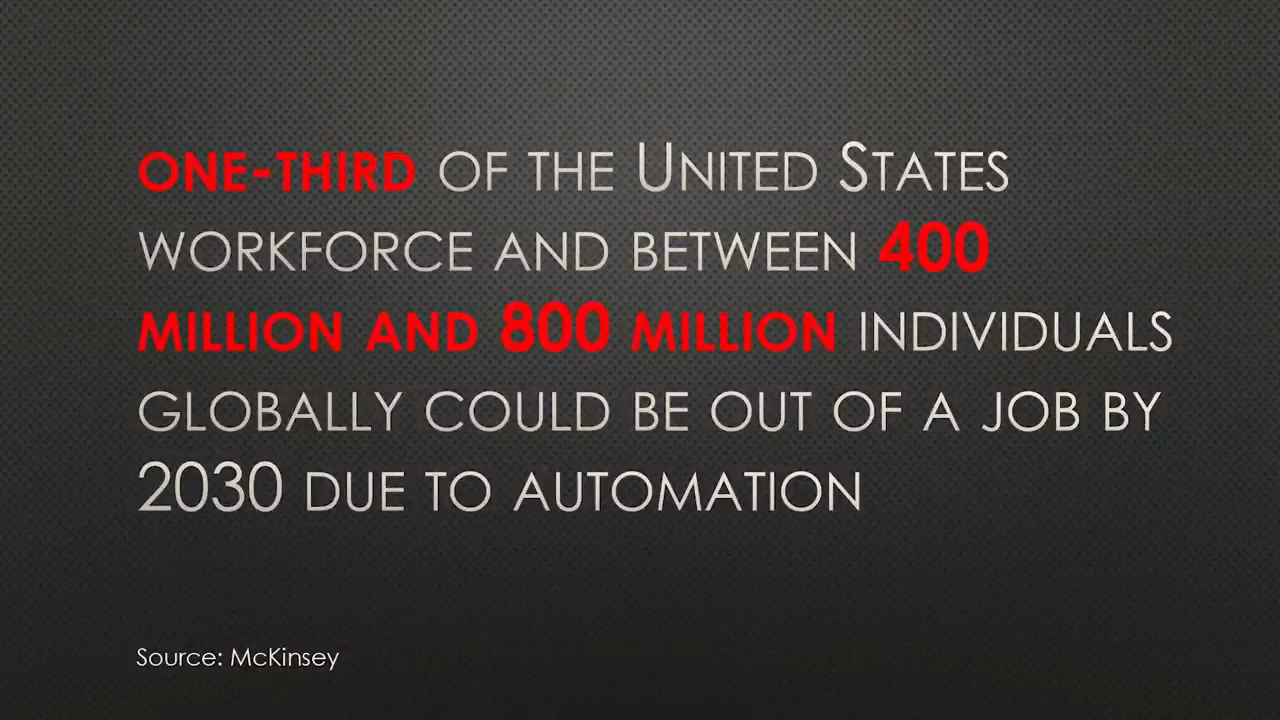 ONE-THIRD OF THE UNITED STATES
WORKFORCE AND BETWEEN 400
MILLION AND 800 MILLION INDIVIDUALS
GLOBALLY COULD BE OUT OF A JOB BY
2030 DUE TO AUTOMATION
Source: McKinsey